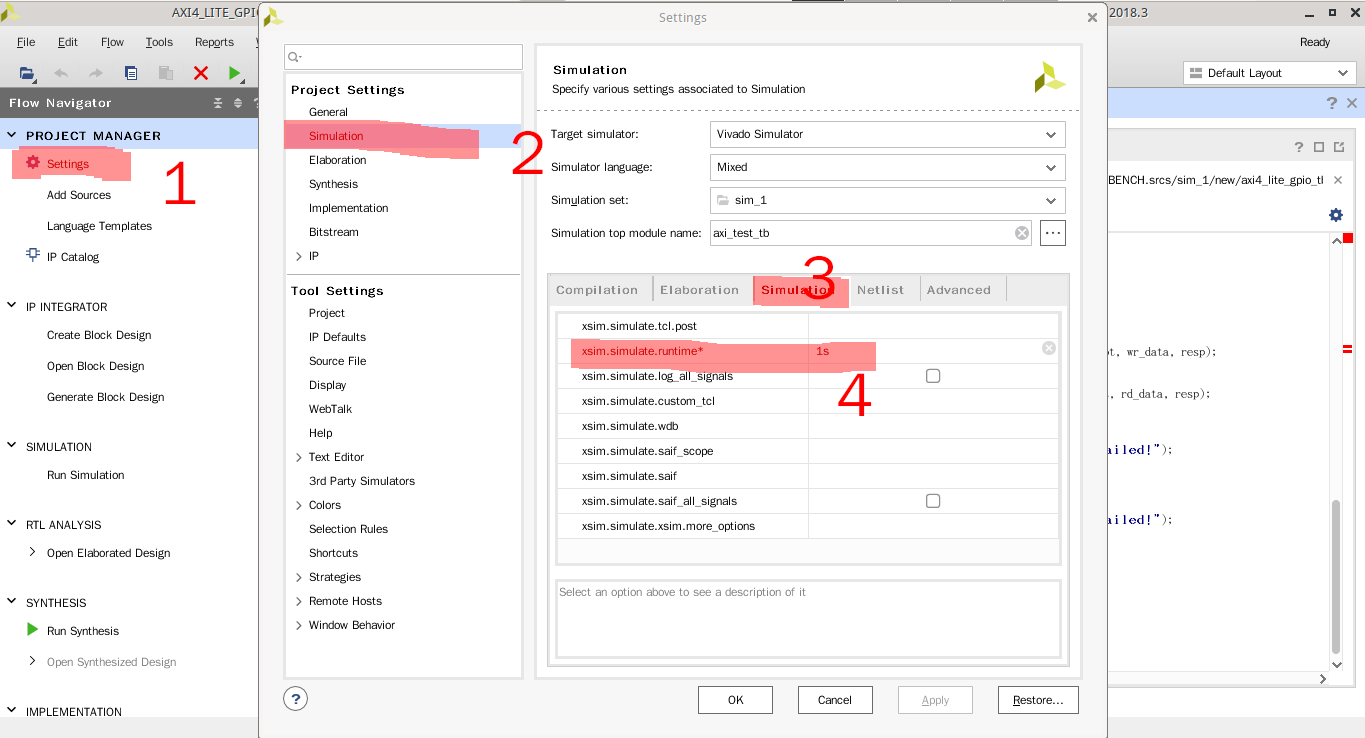 AXI4_LITE_GPI
Settings
2018.3
File Edit Flow Tools Reports
Ready
Default Layout
Flow Navigator
?
PROJECT MANAGER
Settings
1
Add Sources
Language Templates
IP Catalog
IP INTEGRATOR
Create Block Design
Open Block Design
Generate Block Design
SIMULATION
Run Simulation
RTL ANALYSIS
Open Elaborated Design
SYNTHESIS
Run Synthesis
Open Synthesized Design
IMPLEMENTATION
Project Settings
General
Simulation
2
Elaboration
Synthesis
Implementation
Bitstream
IP
Tool Settings
Project
IP Defaults
Source File
Display
WebTalk
Help
Text Editor
3rd Party Simulators
Colors
Selection Rules
Shortcuts
Strategies
Remote Hosts
Window Behavior
?
Simulation
Specify various settings associated to Simulation
Target simulator: Vivado Simulator
Simulator language: Mixed
Simulation set: sim_1
Simulation top module name: axi_test_tb ...
3
Compilation Elaboration Simulation Netlist Advanced
xsim.simulate.tcl.post
xsim.simulate.runtime* 1s
4
xsim.simulate.log_all_signals
xsim.simulate.custom_tcl
xsim.simulate.wdb
xsim.simulate.saif_scope
xsim.simulate.saif
xsim.simulate.saif_all_signals
xsim.simulate.xsim.more_options
Select an option above to see a description of it
OK Cancel Apply Restore...
?
?
BENCH.srcs/sim_1/new/axi4_lite_gpio_tl
t, wr_data, resp);
, rd_data, resp);
ailed!");
ailed!");